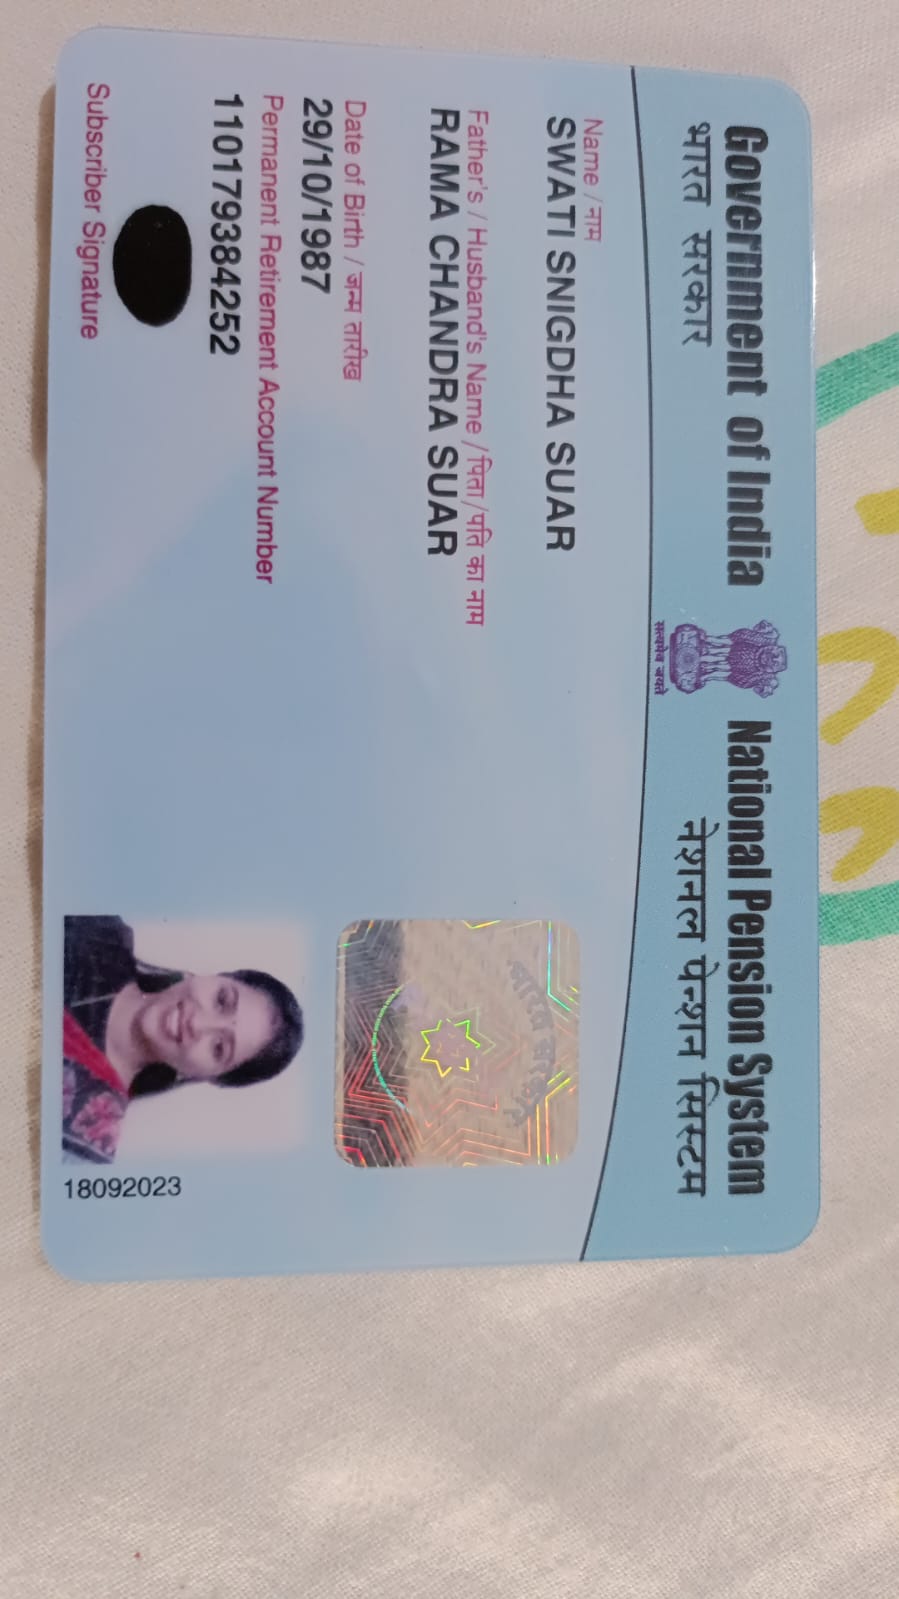 Government of India
भारत सरकार
सत्यमेव जयते
National Pension System
नेशनल पेन्शन सिस्टम
Name / नाम
SWATI SNIGDHA SUAR
Father's / Husband's Name / पिता / पति का नाम
RAMA CHANDRA SUAR
Date of Birth / जन्म तारीख
29/10/1987
Permanent Retirement Account Number
110179384252
Subscriber Signature
भारत सरकार
18092023